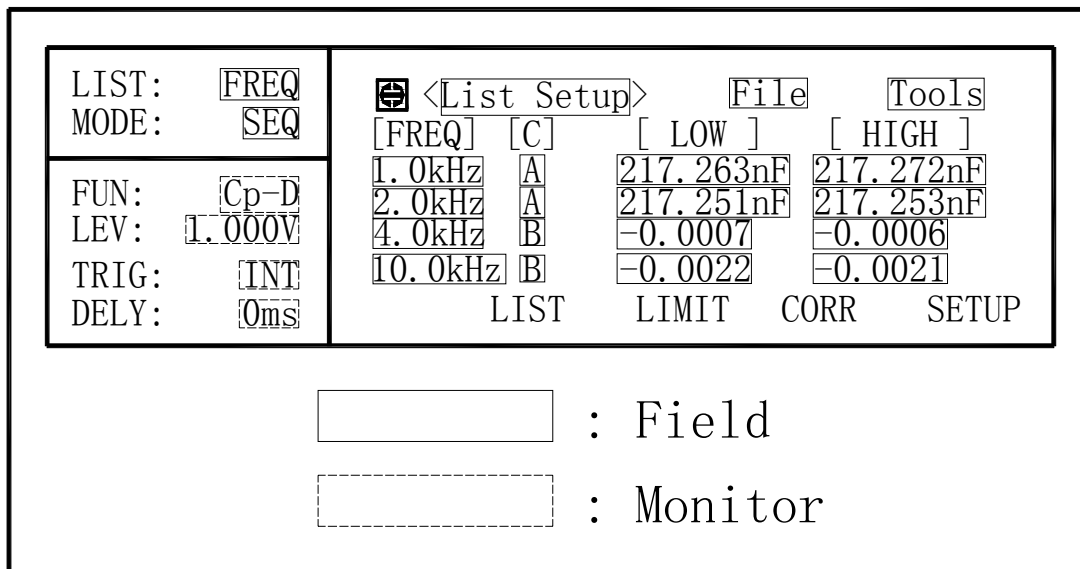 LIST: FREQ
MODE: SEQ
FUN: Cp-D
LEV: 1.000V
TRIG: INT
DELY: 0ms
<List Setup> File Tools
[FREQ] [C] [ LOW ] [ HIGH ]
1.0kHz A 217.263nF 217.272nF
2.0kHz A 217.251nF 217.253nF
4.0kHz B -0.0007 -0.0006
10.0kHz B -0.0022 -0.0021
LIST LIMIT CORR SETUP
: Field
: Monitor